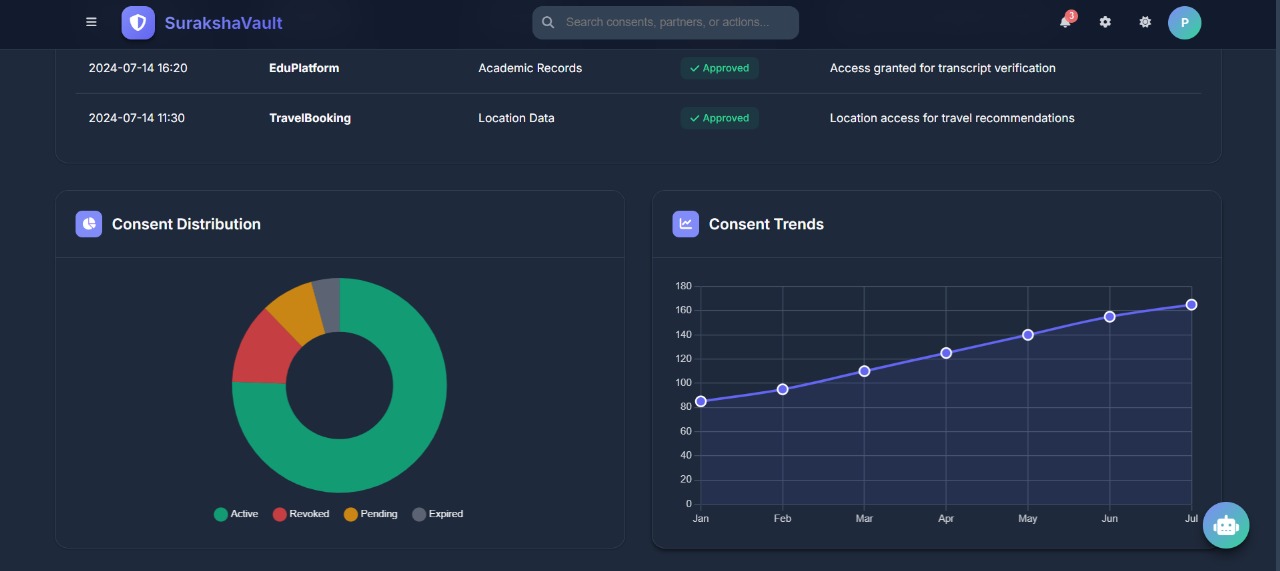 SurakshaVault
Search consents, partners, or actions...
3
P
2024-07-14 16:20 EduPlatform Academic Records Approved Access granted for transcript verification
2024-07-14 11:30 TravelBooking Location Data Approved Location access for travel recommendations
Consent Distribution
Active Revoked Pending Expired
Consent Trends
180
160
140
120
100
80
60
40
20
0
Jan Feb Mar Apr May Jun Jul